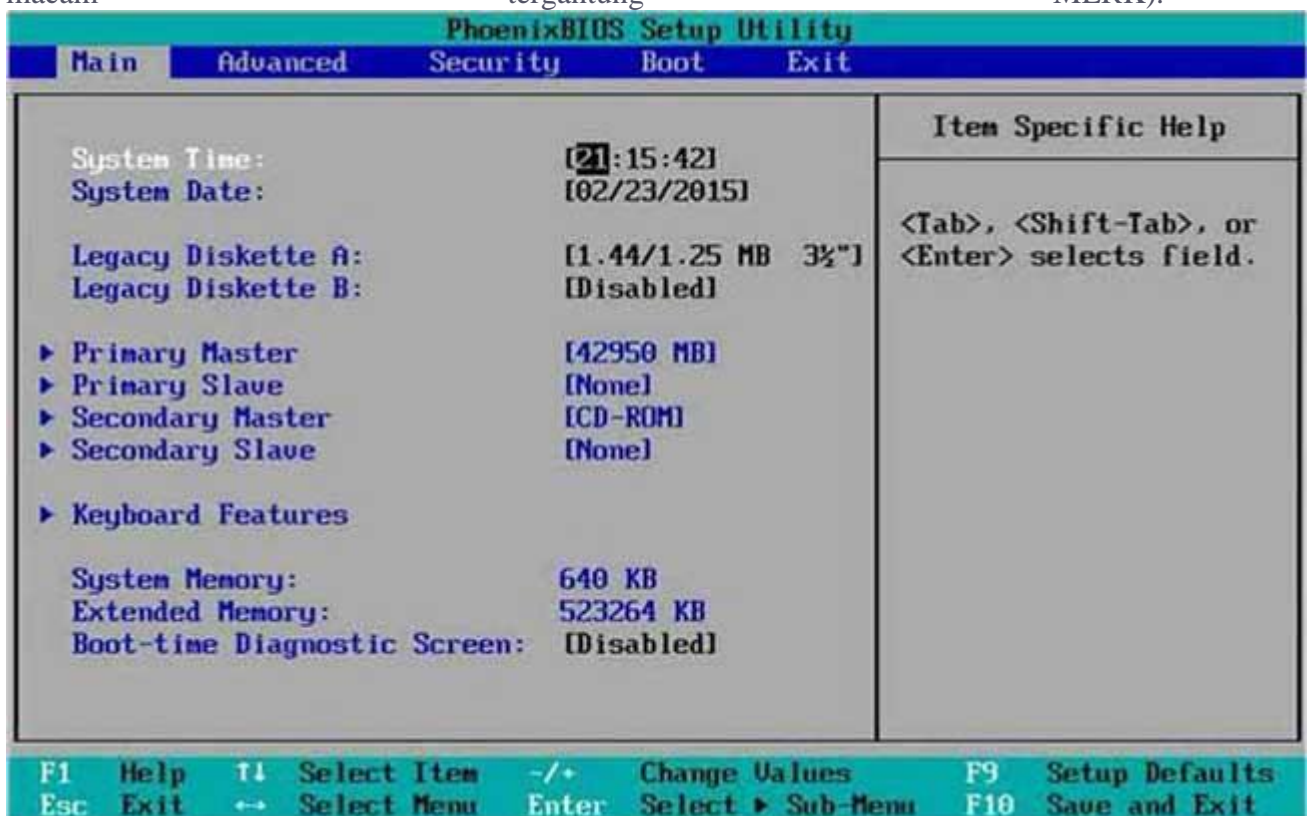 macam tergantung MERK).
PhoenixBIOS Setup Utility
Main Advanced Security Boot Exit
Item Specific Help
System Time: [21:15:42]
System Date: [02/23/2015]
<Tab>, <Shift-Tab>, or
<Enter> selects field.
Legacy Diskette A: [1.44/1.25 MB 3½"]
Legacy Diskette B: [Disabled]
▶ Primary Master [42950 MB]
▶ Primary Slave [None]
▶ Secondary Master [CD-ROM]
▶ Secondary Slave [None]
▶ Keyboard Features
System Memory: 640 KB
Extended Memory: 523264 KB
Boot-time Diagnostic Screen: [Disabled]
F1 Help ↑↓ Select Item -/+ Change Values F9 Setup Defaults
Esc Exit ↔ Select Menu Enter Select ▶ Sub-Menu F10 Save and Exit